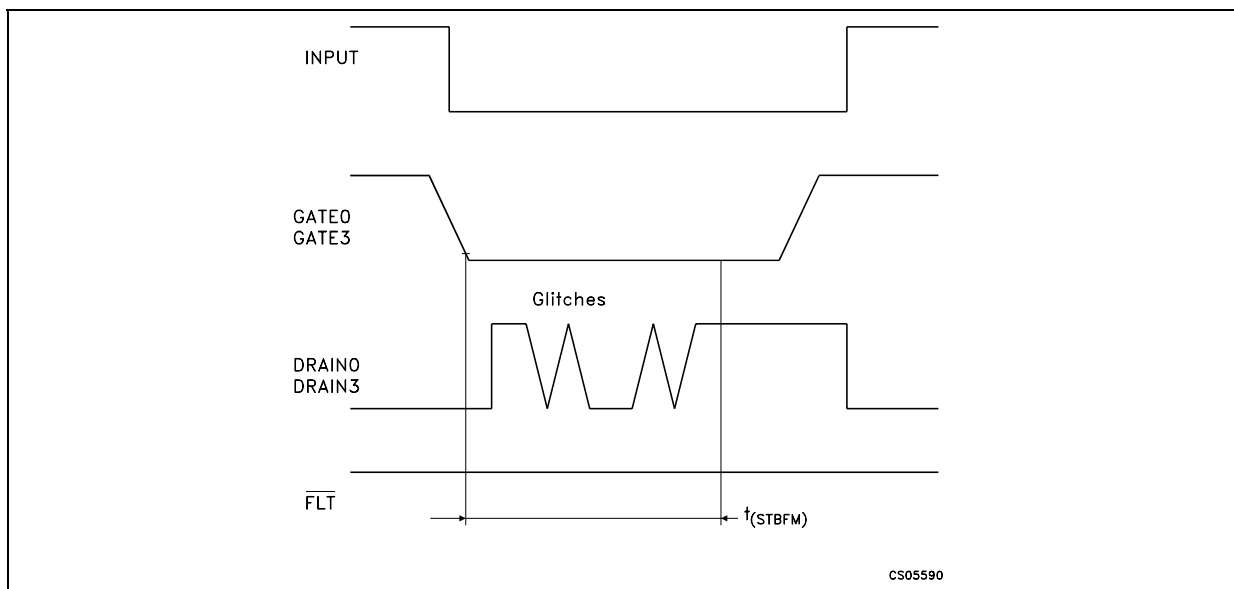 INPUT
GATE0
GATE3
Glitches
DRAIN0
DRAIN3
FLT
t(STBFM)
CS05590